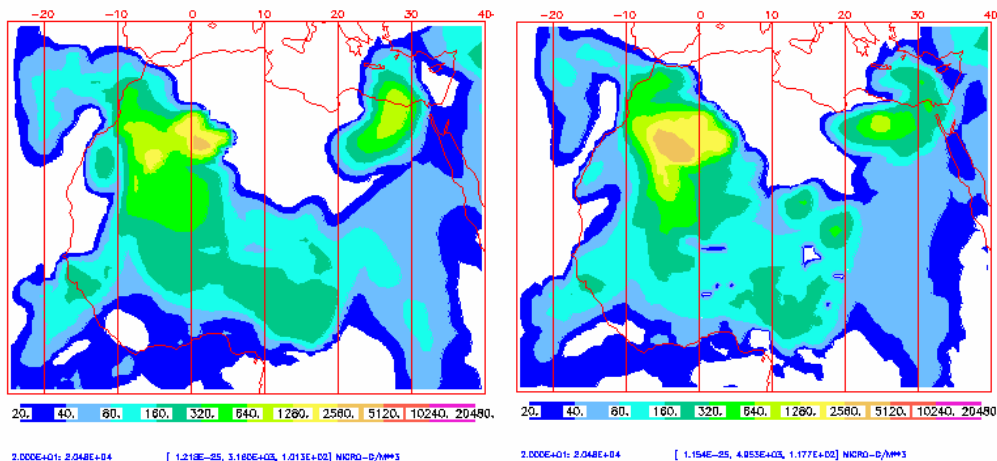 -20 -10 0 10 20 30 40
-20 -10 0 10 20 30 40
20. 40. 80. 160. 320. 640. 1280. 2560. 5120. 10240. 20480.
20. 40. 80. 160. 320. 640. 1280. 2560. 5120. 10240. 20480.
2.000E+01: 2.048E+04 [ 1.218E-25, 3.160E+03, 1.013E+02] MICRO-G/M**3
2.000E+01: 2.048E+04 [ 1.154E-25, 4.953E+03, 1.177E+02] MICRO-G/M**3